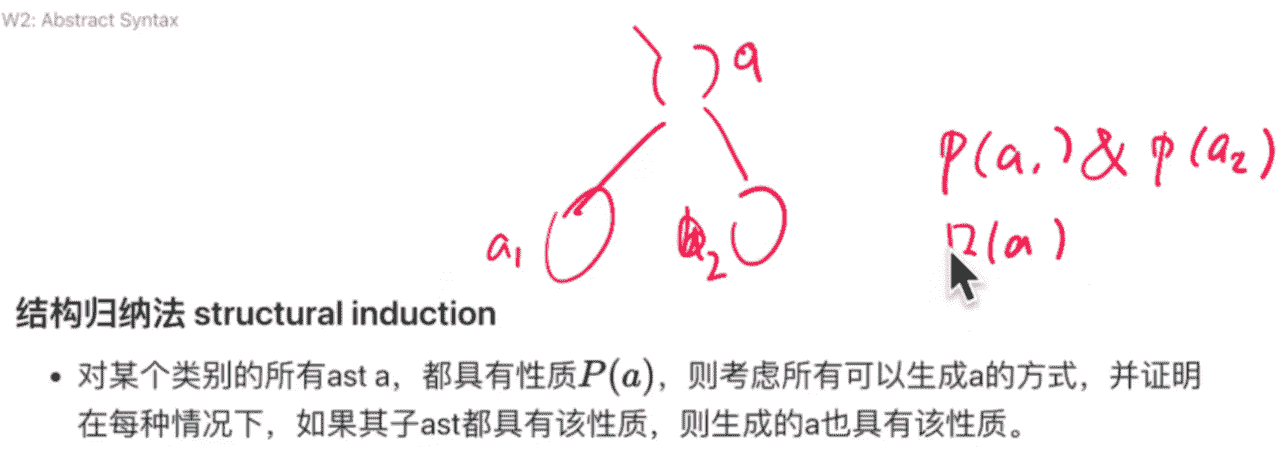 W2: Abstract Syntax
a
P(a₁) & P(a₂)
a₁
2
P(a)
结构归纳法 structural induction
• 对某个类别的所有ast a，都具有性质P(a)，则考虑所有可以生成a的方式，并证明
在每种情况下，如果其子ast都具有该性质，则生成的a也具有该性质。